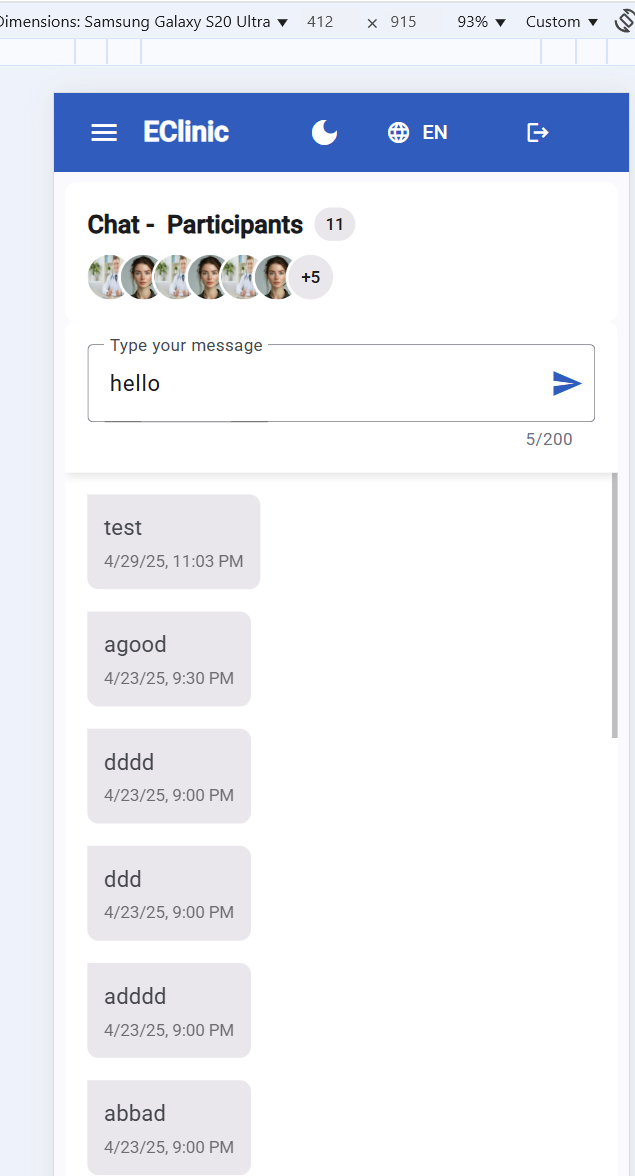 Dimensions: Samsung Galaxy S20 Ultra ▼ 412 × 915 93% ▼ Custom ▼
EClinic EN
Chat - Participants 11
+5
Type your message
hello
5/200
test
4/29/25, 11:03 PM
agood
4/23/25, 9:30 PM
dddd
4/23/25, 9:00 PM
ddd
4/23/25, 9:00 PM
adddd
4/23/25, 9:00 PM
abbad
4/23/25, 9:00 PM